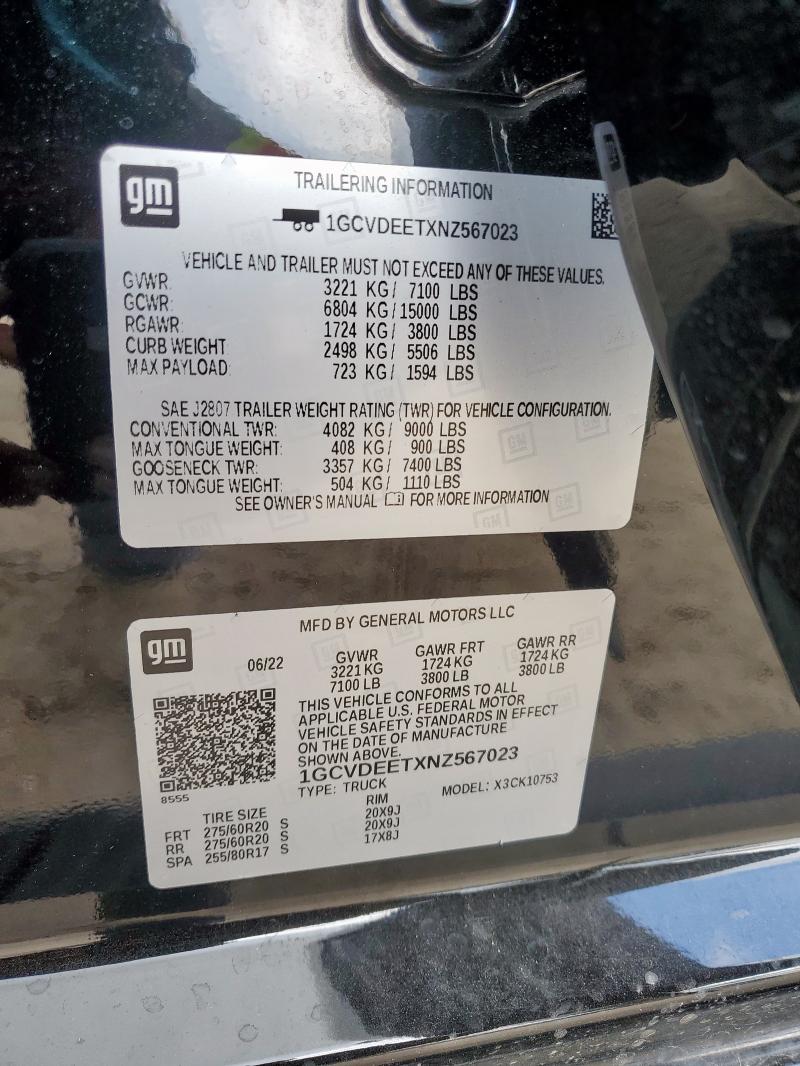 gm
TRAILERING INFORMATION
1GCVDEETXNZ567023
VEHICLE AND TRAILER MUST NOT EXCEED ANY OF THESE VALUES.
GVWR: 3221 KG/ 7100 LBS
GCWR: 6804 KG/15000 LBS
RGAWR: 1724 KG/ 3800 LBS
CURB WEIGHT: 2498 KG/ 5506 LBS
MAX PAYLOAD: 723 KG/ 1594 LBS
SAE J2807 TRAILER WEIGHT RATING (TWR) FOR VEHICLE CONFIGURATION.
CONVENTIONAL TWR: 4082 KG/ 9000 LBS
MAX TONGUE WEIGHT: 408 KG/ 900 LBS
GOOSENECK TWR: 3357 KG/ 7400 LBS
MAX TONGUE WEIGHT: 504 KG/ 1110 LBS
SEE OWNER'S MANUAL FOR MORE INFORMATION
gm
MFD BY GENERAL MOTORS LLC
06/22 GVWR GAWR FRT GAWR RR
3221 KG 1724 KG 1724 KG
7100 LB 3800 LB 3800 LB
THIS VEHICLE CONFORMS TO ALL
APPLICABLE U.S. FEDERAL MOTOR
VEHICLE SAFETY STANDARDS IN EFFECT
ON THE DATE OF MANUFACTURE
SHOWN ABOVE.
1GCVDEETXNZ567023
8555
TYPE: TRUCK MODEL: X3CK10753
TIRE SIZE RIM
FRT 275/60R20 S 20X9J
RR 275/60R20 S 20X9J
SPA 255/80R17 S 17X8J